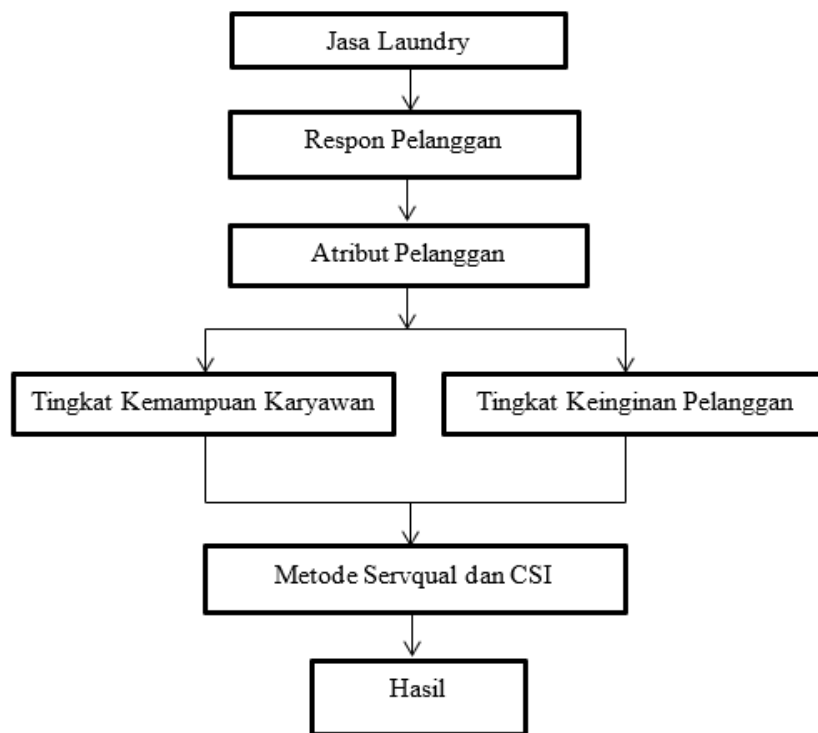 Jasa Laundry
Respon Pelanggan
Atribut Pelanggan
Tingkat Kemampuan Karyawan
Tingkat Keinginan Pelanggan
Metode Servqual dan CSI
Hasil